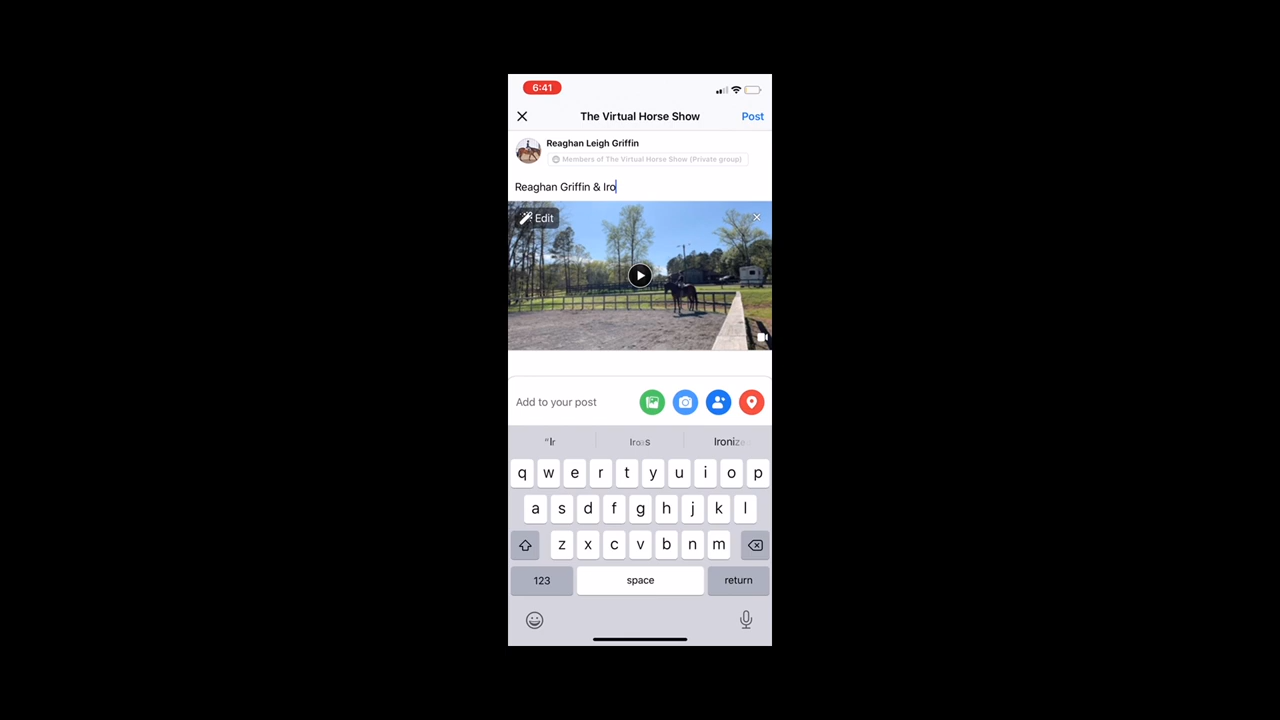 6:41
The Virtual Horse Show
Post
Reaghan Leigh Griffin
Members of The Virtual Horse Show (Private group)
Reaghan Griffin & Iro
Edit
Add to your post
"Ir
q w e r t y u i o p
a s d f g h j k l
z x c v b n m
123
space
return